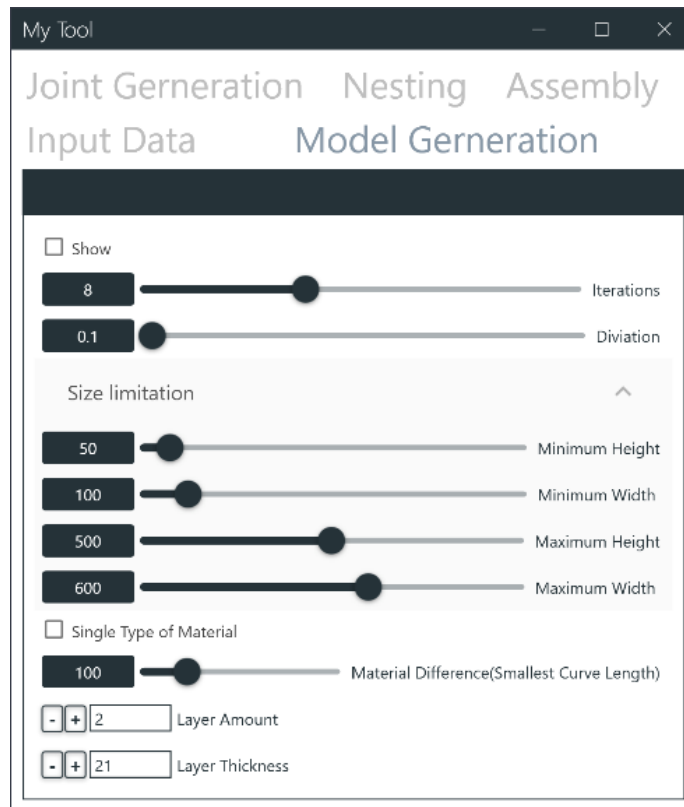 My Tool
Joint Gerneration Nesting Assembly
Input Data Model Gerneration
Show
8 Iterations
0.1 Diviation
Size limitation
50 Minimum Height
100 Minimum Width
500 Maximum Height
600 Maximum Width
Single Type of Material
100 Material Difference(Smallest Curve Length)
- + 2 Layer Amount
- + 21 Layer Thickness